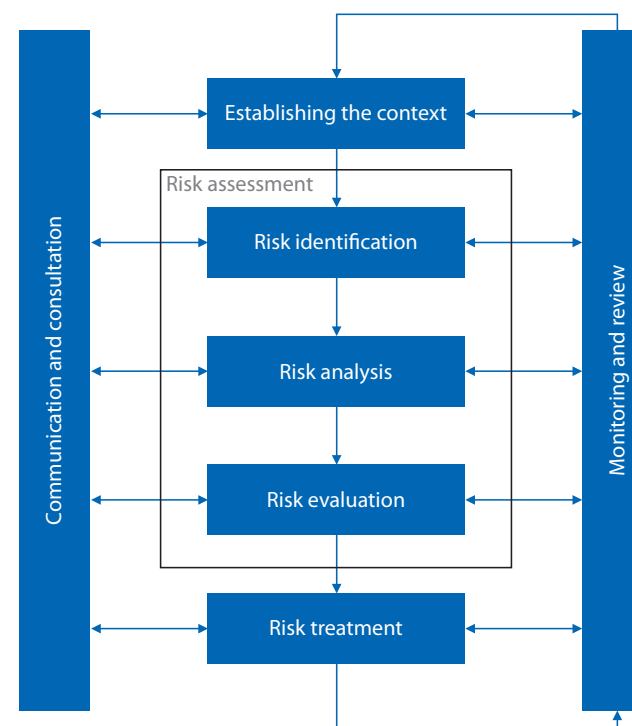 Establishing the context
Risk assessment
Risk identification
Risk analysis
Risk evaluation
Risk treatment
Communication and consultation
Monitoring and review